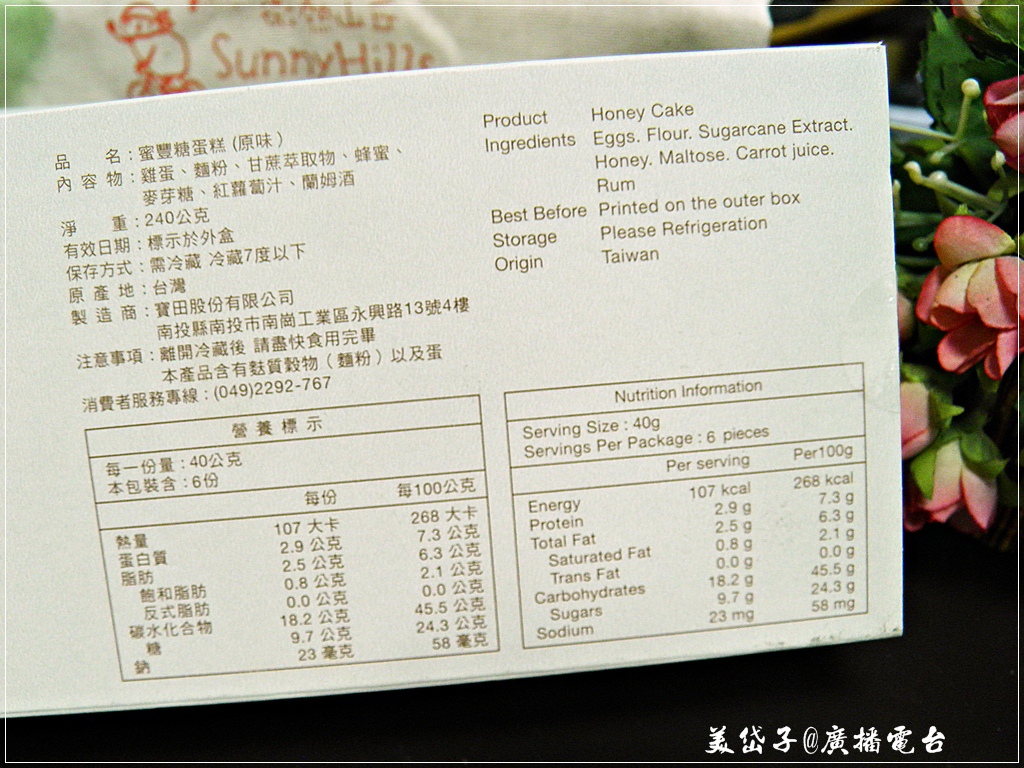 SunnyHills
品 名：蜜豐糖蛋糕 (原味)
內 容 物：雞蛋、麵粉、甘蔗萃取物、蜂蜜、
麥芽糖、紅蘿蔔汁、蘭姆酒
淨 重：240公克
有效日期：標示於外盒
保存方式：需冷藏 冷藏7度以下
原 產 地：台灣
製 造 商：寶田股份有限公司
南投縣南投市南崗工業區永興路13號4樓
注意事項：離開冷藏後 請盡快食用完畢
本產品含有麩質穀物（麵粉）以及蛋
消費者服務專線：(049)2292-767
Product Honey Cake
Ingredients Eggs. Flour. Sugarcane Extract.
Honey. Maltose. Carrot juice.
Rum
Best Before Printed on the outer box
Storage Please Refrigeration
Origin Taiwan
營養標示
每一份量：40公克
本包裝含：6份
每份 每100公克
熱量 107 大卡 268 大卡
蛋白質 2.9 公克 7.3 公克
脂肪 2.5 公克 6.3 公克
飽和脂肪 0.8 公克 2.1 公克
反式脂肪 0.0 公克 0.0 公克
碳水化合物 18.2 公克 45.5 公克
糖 9.7 公克 24.3 公克
鈉 23 毫克 58 毫克
Nutrition Information
Serving Size : 40g
Servings Per Package : 6 pieces
Per serving Per100g
Energy 107 kcal 268 kcal
Protein 2.9 g 7.3 g
Total Fat 2.5 g 6.3 g
Saturated Fat 0.8 g 2.1 g
Trans Fat 0.0 g 0.0 g
Carbohydrates 18.2 g 45.5 g
Sugars 9.7 g 24.3 g
Sodium 23 mg 58 mg
美岱子@廣播電台